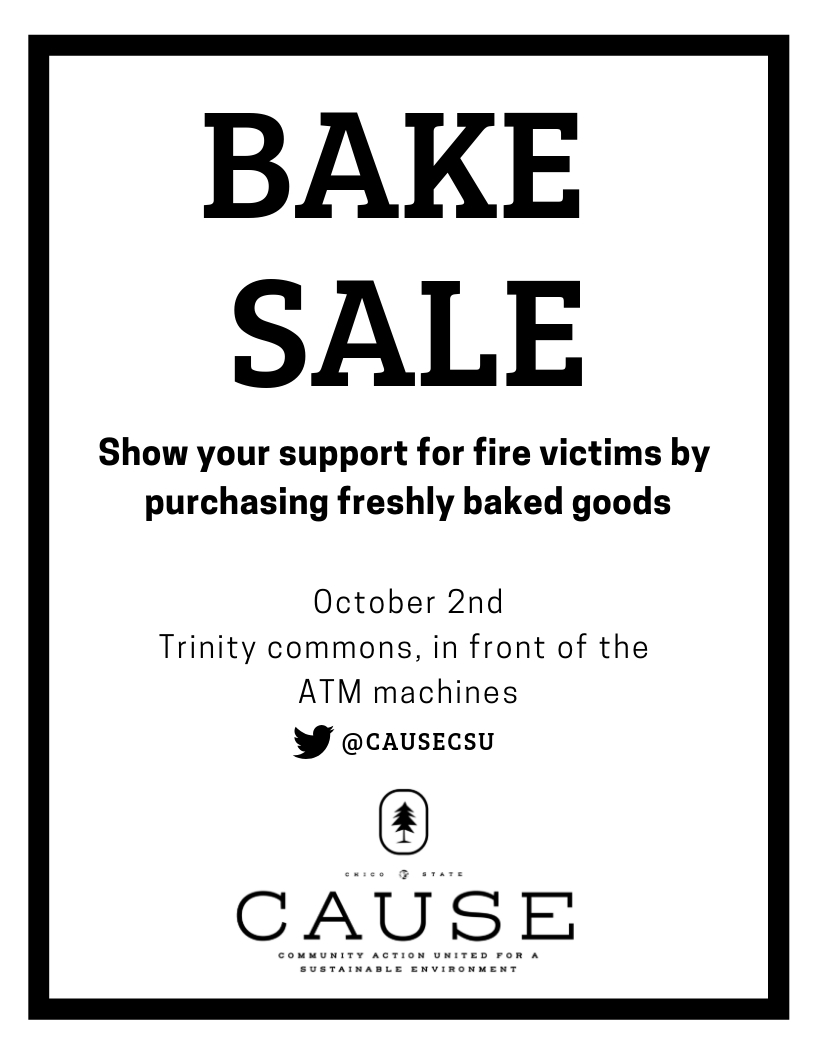 BAKE
SALE
Show your support for fire victims by
purchasing freshly baked goods
October 2nd
Trinity commons, in front of the
ATM machines
@CAUSECSU
CHICO STATE
CAUSE
COMMUNITY ACTION UNITED FOR A
SUSTAINABLE ENVIRONMENT